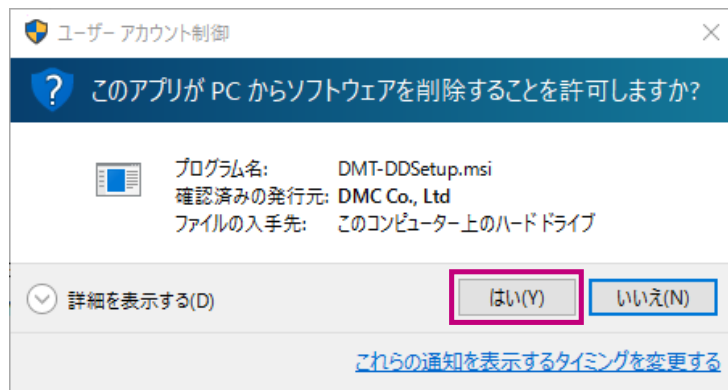 ユーザー アカウント制御
このアプリが PC からソフトウェアを削除することを許可しますか?
プログラム名: DMT-DDSetup.msi
確認済みの発行元: DMC Co., Ltd
ファイルの入手先: このコンピューター上のハード ドライブ
詳細を表示する(D) はい(Y) いいえ(N)
これらの通知を表示するタイミングを変更する